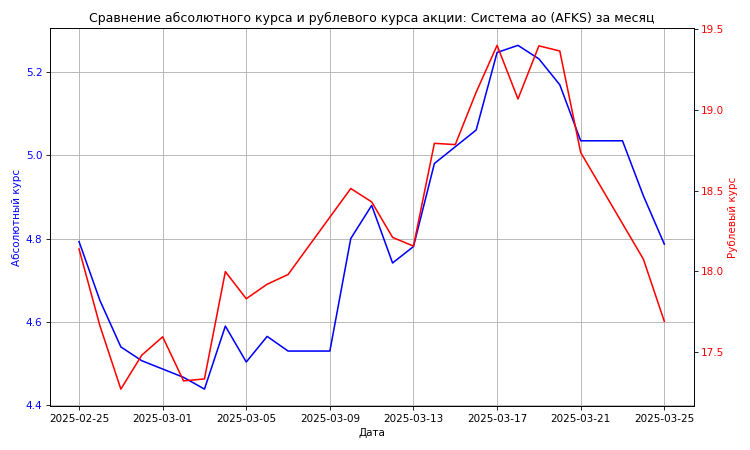 Сравнение абсолютного курса и рублевого курса акции: Система ао (AFKS) за месяц
Абсолютный курс
5.2
5.0
4.8
4.6
4.4
19.5
19.0
18.5
18.0
17.5
Рублевый курс
2025-02-25 2025-03-01 2025-03-05 2025-03-09 2025-03-13 2025-03-17 2025-03-21 2025-03-25
Дата